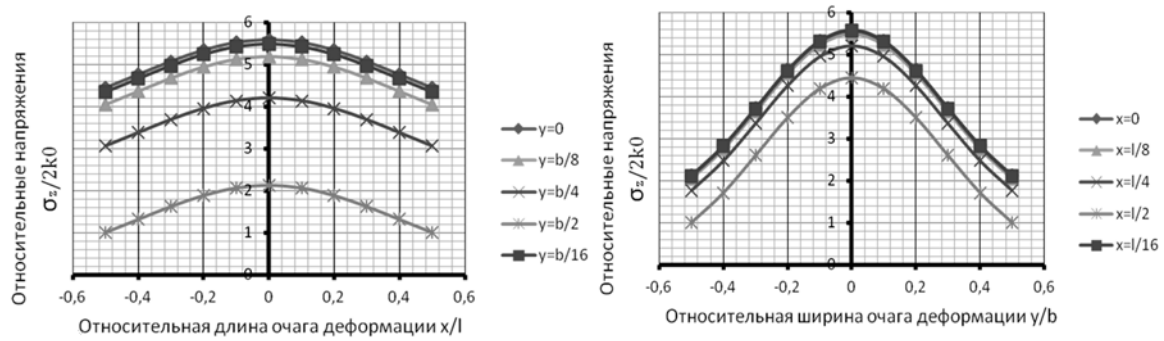 Относительные напряжения
σz/2k0
6
5
4
3
2
1
0
-0,6 -0,4 -0,2 0 0,2 0,4 0,6
Относительная длина очага деформации x/l
y=0
y=b/8
y=b/4
y=b/2
y=b/16
Относительные напряжения
σz/2k0
6
5
4
3
2
1
0
-0,6 -0,4 -0,2 0 0,2 0,4 0,6
Относительная ширина очага деформации y/b
x=0
x=l/8
x=l/4
x=l/2
x=l/16